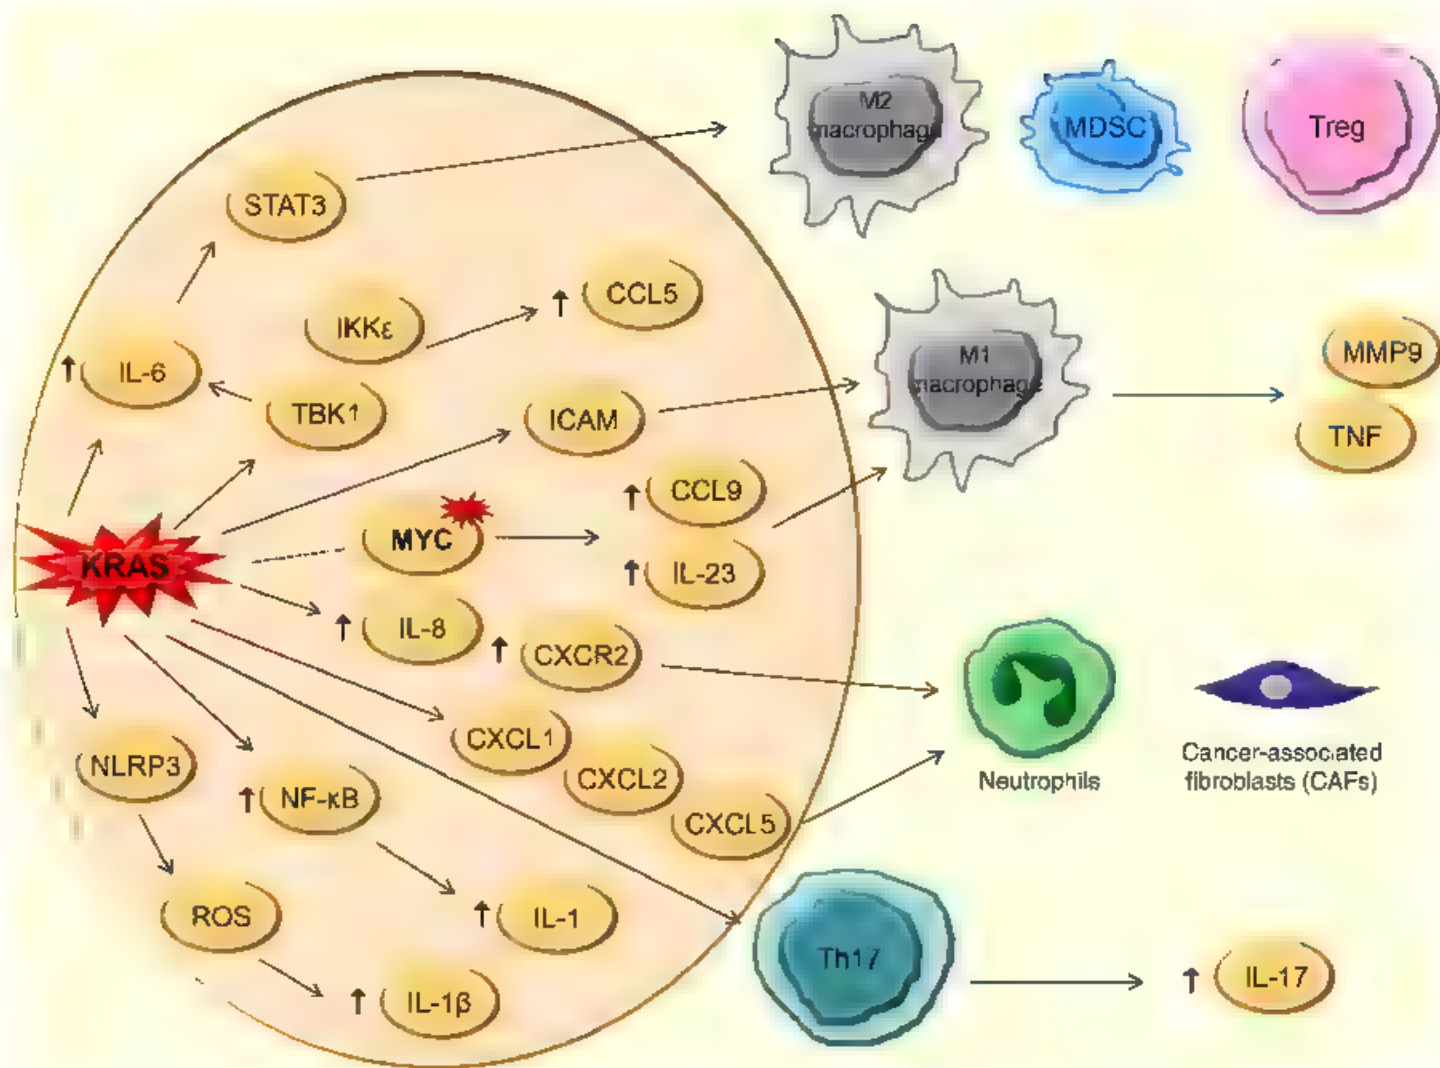 M2
macrophage
MDSC
Treg
STAT3
↑ CCL5
IKKε
↑ IL-6
TBK1
ICAM
M1
macrophage
MMP9
TNF
↑ CCL9
MYC
KRAS
↑ IL-23
↑ IL-8
↑ CXCR2
CXCL1
CXCL2
CXCL5
NLRP3
↑ NF-κB
Neutrophils
Cancer-associated
fibroblasts (CAFs)
ROS
↑ IL-1
↑ IL-1β
Th17
↑ IL-17